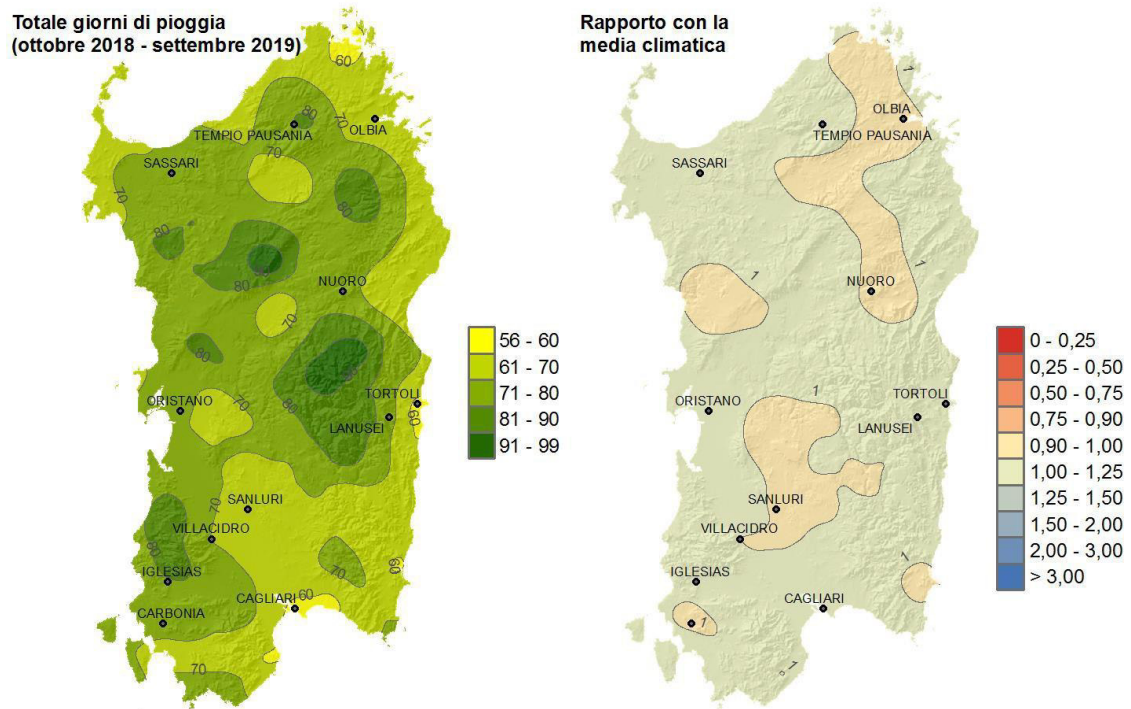 Totale giorni di pioggia
(ottobre 2018 - settembre 2019)
60
80
70
OLBIA
TEMPIO PAUSANIA
70
SASSARI
70
80
80
80
NUORO
70
80
ORISTANO
70
80
TORTOLI
60
LANUSEI
70
SANLURI
VILLACIDRO
80
70
60
IGLESIAS
CAGLIARI
60
CARBONIA
70
56 - 60
61 - 70
71 - 80
81 - 90
91 - 99
Rapporto con la
media climatica
1
OLBIA
TEMPIO PAUSANIA
SASSARI
1
1
NUORO
1
TORTOLI
ORISTANO
LANUSEI
SANLURI
VILLACIDRO
1
IGLESIAS
CAGLIARI
1
1
0 - 0,25
0,25 - 0,50
0,50 - 0,75
0,75 - 0,90
0,90 - 1,00
1,00 - 1,25
1,25 - 1,50
1,50 - 2,00
2,00 - 3,00
> 3,00